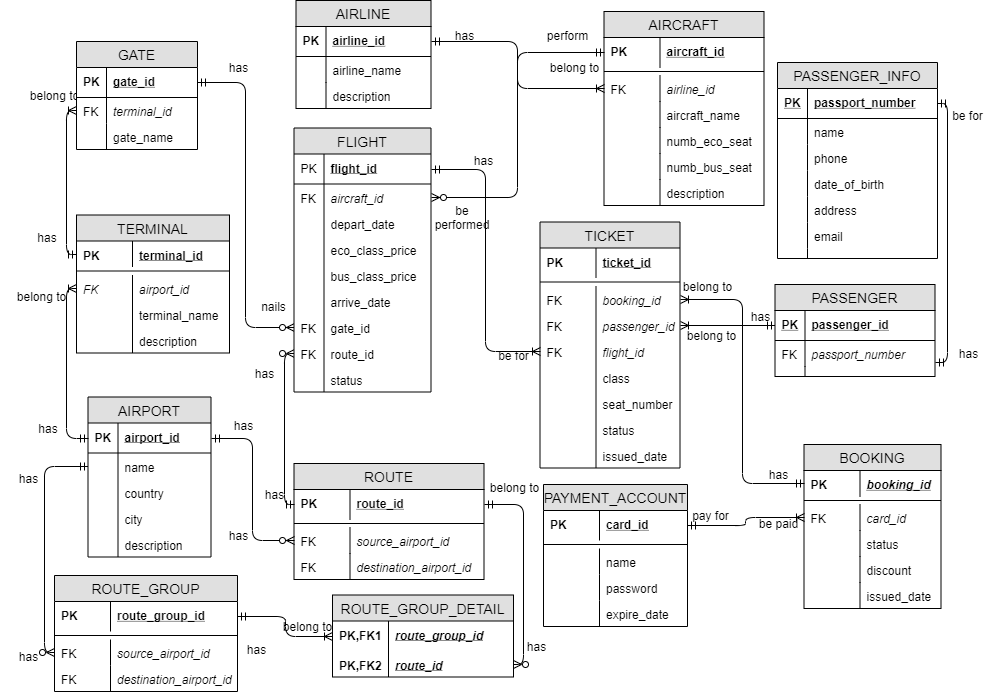 AIRLINE
PK airline_id
airline_name
description
has
perform
belong to
AIRCRAFT
PK aircraft_id
FK airline_id
aircraft_name
numb_eco_seat
numb_bus_seat
description
GATE
PK gate_id
FK terminal_id
gate_name
has
belong to
PASSENGER_INFO
PK passport_number
name
phone
date_of_birth
address
email
be for
FLIGHT
PK flight_id
FK aircraft_id
depart_date
eco_class_price
bus_class_price
arrive_date
FK gate_id
FK route_id
status
has
be
performed
nails
has
TERMINAL
PK terminal_id
FK airport_id
terminal_name
description
has
belong to
TICKET
PK ticket_id
FK booking_id
FK passenger_id
FK flight_id
class
seat_number
status
issued_date
be for
belong to
belong to
has
PASSENGER
PK passenger_id
FK passport_number
has
AIRPORT
PK airport_id
name
country
city
description
has
has
has
has
has
ROUTE
PK route_id
FK source_airport_id
FK destination_airport_id
belong to
PAYMENT_ACCOUNT
PK card_id
name
password
expire_date
pay for
be paid
has
BOOKING
PK booking_id
FK card_id
status
discount
issued_date
ROUTE_GROUP
PK route_group_id
FK source_airport_id
FK destination_airport_id
has
has
belong to
ROUTE_GROUP_DETAIL
PK,FK1 route_group_id
PK,FK2 route_id
has